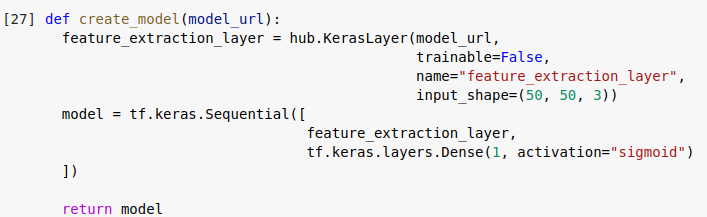 [27] def create_model(model_url):
feature_extraction_layer = hub.KerasLayer(model_url,
trainable=False,
name="feature_extraction_layer",
input_shape=(50, 50, 3))
model = tf.keras.Sequential([
feature_extraction_layer,
tf.keras.layers.Dense(1, activation="sigmoid")
])
return model